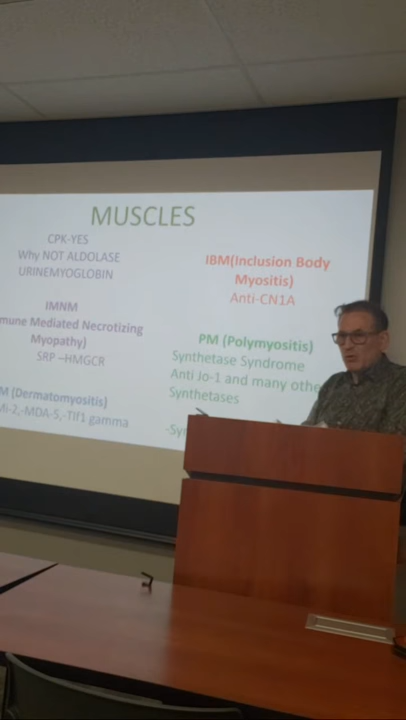 MUSCLES
CPK-YES
Why NOT ALDOLASE
URINEMYOGLOBIN
IMNM
mune Mediated Necrotizing
Myopathy)
SRP –HMGCR
M (Dermatomyositis)
Mi-2,-MDA-5,-Tif1 gamma
IBM(Inclusion Body
Myositis)
Anti-CN1A
PM (Polymyositis)
Synthetase Syndrome
Anti Jo-1 and many othe
Synthetases
-Syn